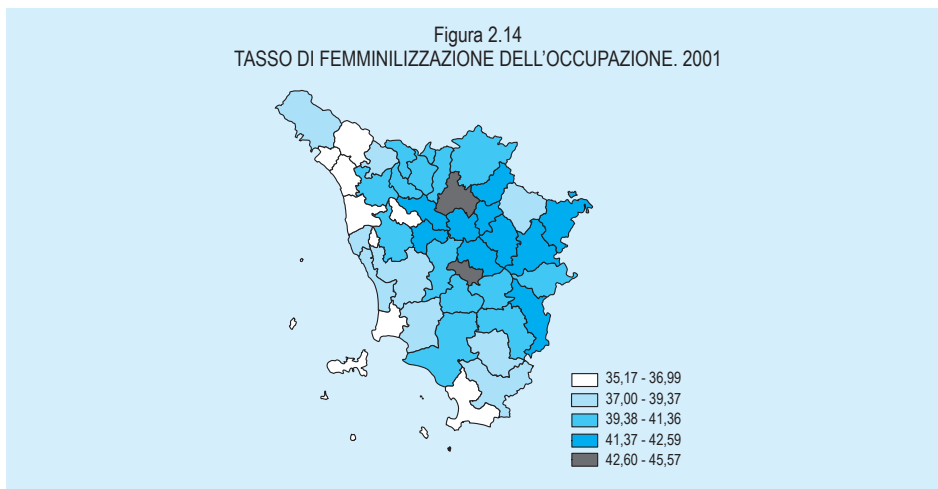 Figura 2.14
TASSO DI FEMMINILIZZAZIONE DELL'OCCUPAZIONE. 2001
35,17 - 36,99
37,00 - 39,37
39,38 - 41,36
41,37 - 42,59
42,60 - 45,57